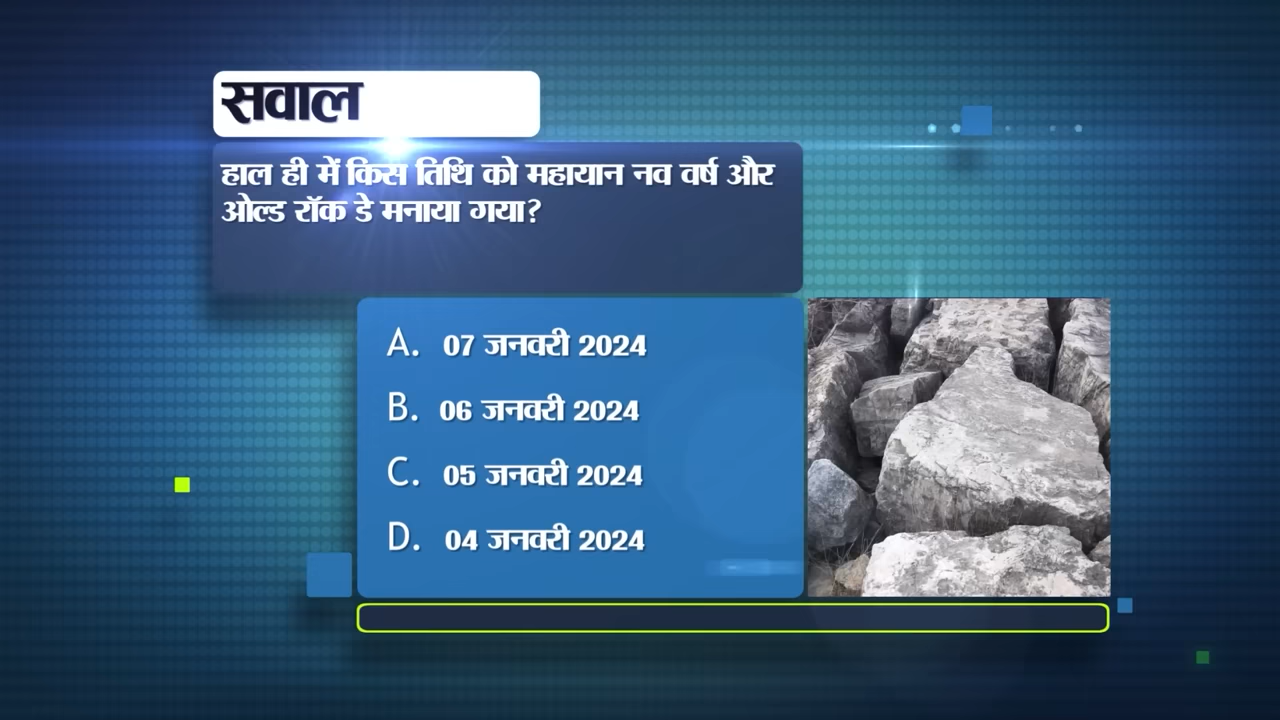 सवाल
हाल ही में किस तिथि को महायान नव वर्ष और
ओल्ड रॉक डे मनाया गया?
A. 07 जनवरी 2024
B. 06 जनवरी 2024
C. 05 जनवरी 2024
D. 04 जनवरी 2024